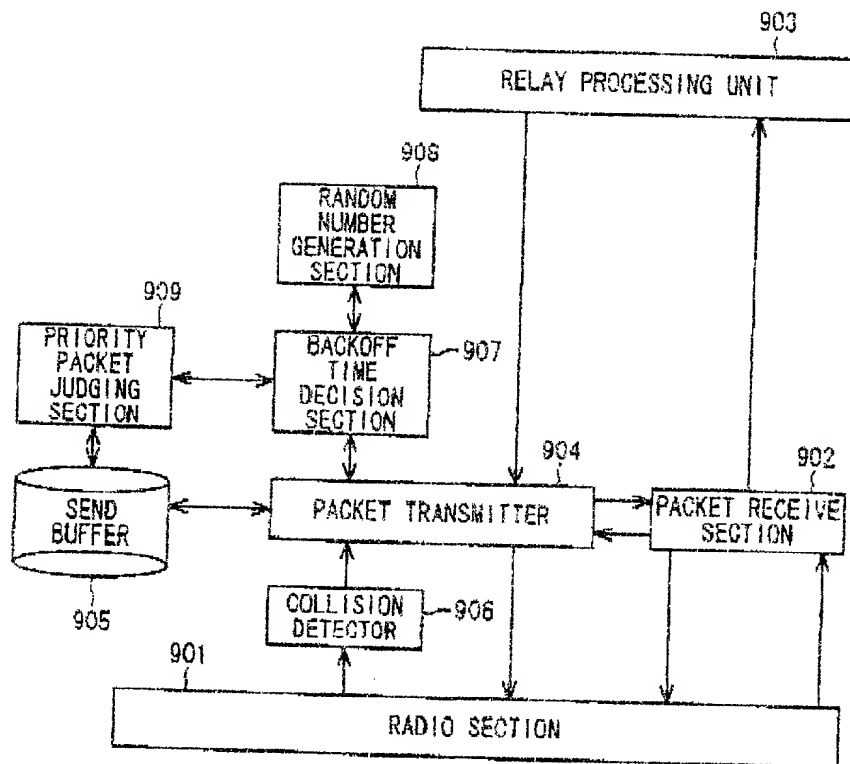 903
RELAY PROCESSING UNIT
908
RANDOM
NUMBER
GENERATION
SECTION
909
PRIORITY
PACKET
JUDGING
SECTION
BACKOFF
TIME
DECISION
SECTION
907
904
902
SEND
BUFFER
PACKET TRANSMITTER
PACKET RECEIVE
SECTION
905
COLLISION
DETECTOR
906
901
RADIO SECTION